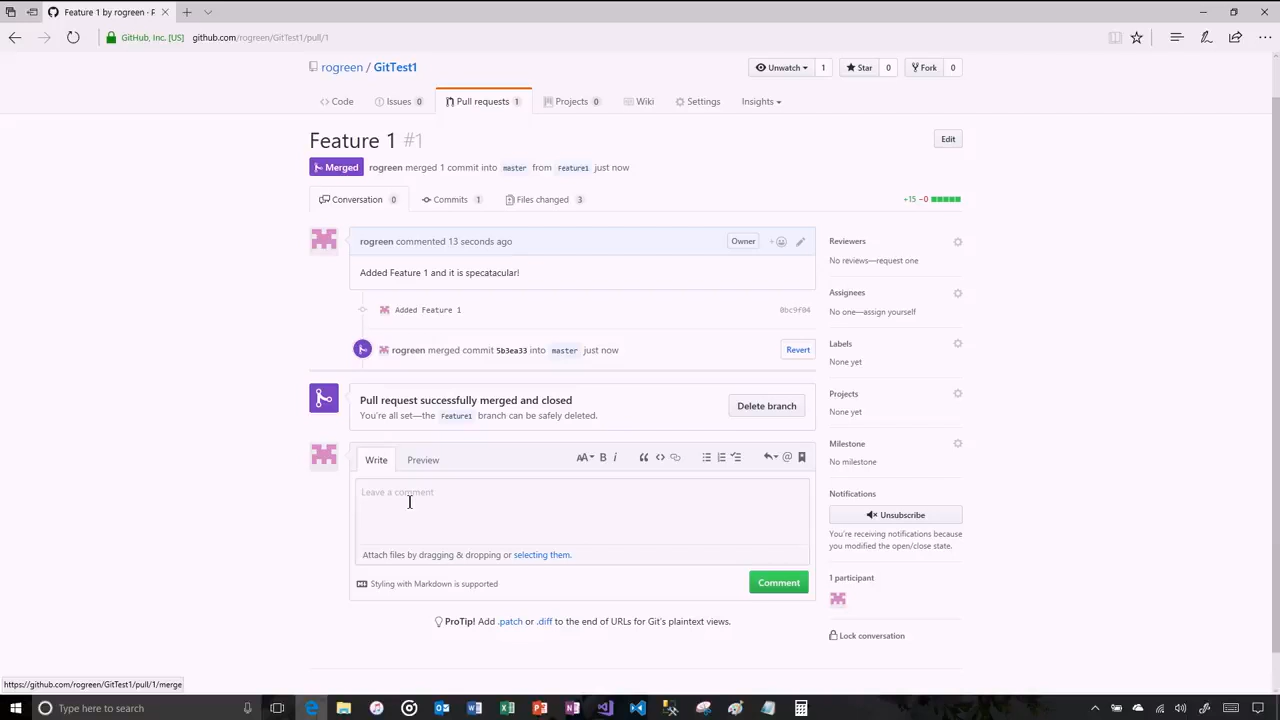 Feature 1 by rogreen · F
GitHub, Inc. [US] github.com/rogreen/GitTest1/pull/1
rogreen / GitTest1
Unwatch 1 Star 0 Fork 0
Code Issues 0 Pull requests 1 Projects 0 Wiki Settings Insights
Feature 1 #1
Edit
Merged rogreen merged 1 commit into master from Feature1 just now
Conversation 0 Commits 1 Files changed 3
+15 −0
rogreen commented 13 seconds ago
Owner
Added Feature 1 and it is specatacular!
Added Feature 1
0bc9f04
rogreen merged commit 5b3ea33 into master just now
Revert
Pull request successfully merged and closed
You're all set—the Feature1 branch can be safely deleted.
Delete branch
Write Preview
AA B i
Leave a comment
Attach files by dragging & dropping or selecting them.
Styling with Markdown is supported
Comment
ProTip! Add .patch or .diff to the end of URLs for Git's plaintext views.
Reviewers
No reviews—request one
Assignees
No one—assign yourself
Labels
None yet
Projects
None yet
Milestone
No milestone
Notifications
Unsubscribe
You're receiving notifications because
you modified the open/close state.
1 participant
Lock conversation
https://github.com/rogreen/GitTest1/pull/1/merge
Type here to search